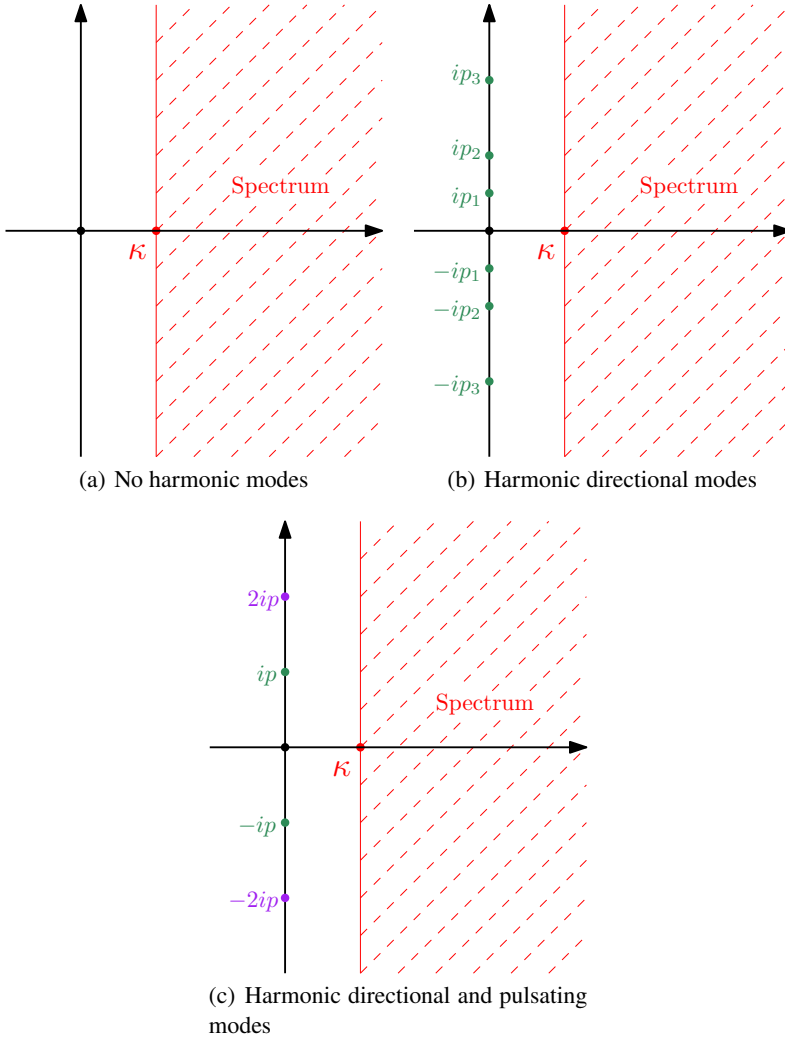 Spectrum
κ
(a) No harmonic modes
ip₃
ip₂
Spectrum
ip₁
κ
−ip₁
−ip₂
−ip₃
(b) Harmonic directional modes
2ip
ip
Spectrum
κ
−ip
−2ip
(c) Harmonic directional and pulsating
modes